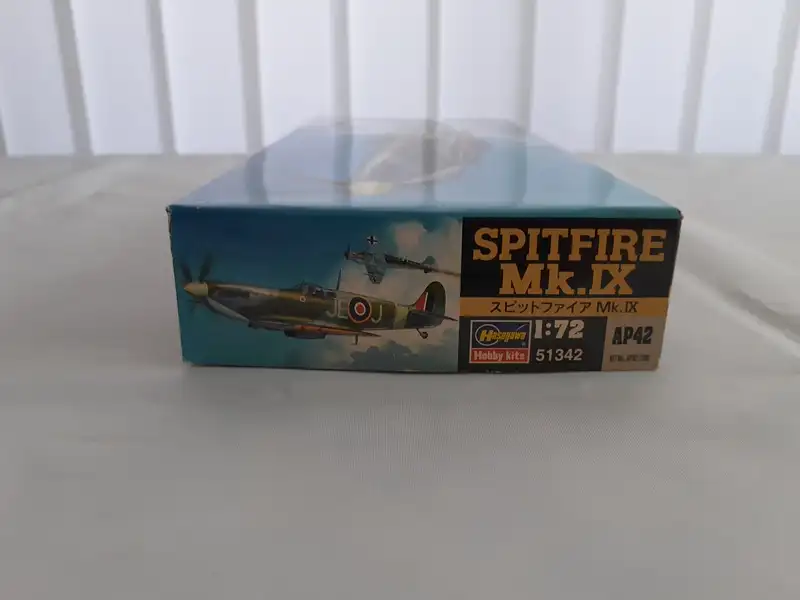 JE J
SPITFIRE
Mk.IX
スピットファイア Mk.IX
Hasegawa
Hobby kits
1:72
51342
AP42